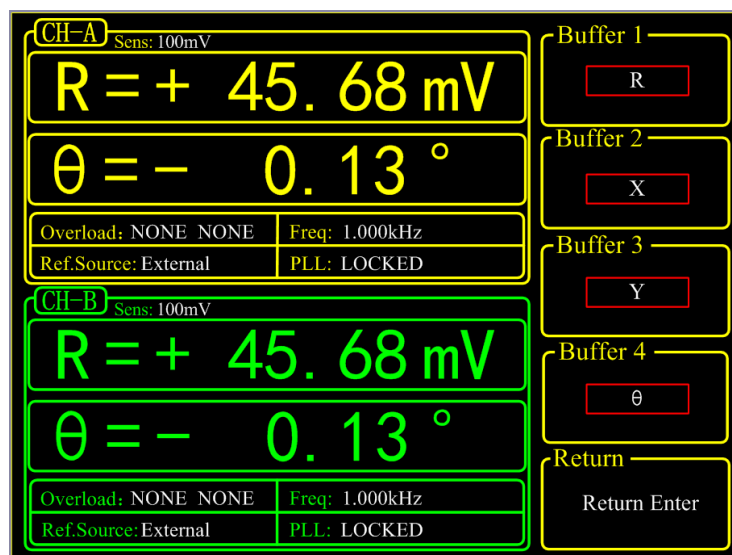 CH-A Sens: 100mV
R = + 45.68 mV
θ = - 0.13 °
Overload: NONE NONE Freq: 1.000kHz
Ref.Source: External PLL: LOCKED
CH-B Sens: 100mV
R = + 45.68 mV
θ = - 0.13 °
Overload: NONE NONE Freq: 1.000kHz
Ref.Source: External PLL: LOCKED
Buffer 1
R
Buffer 2
X
Buffer 3
Y
Buffer 4
θ
Return
Return Enter